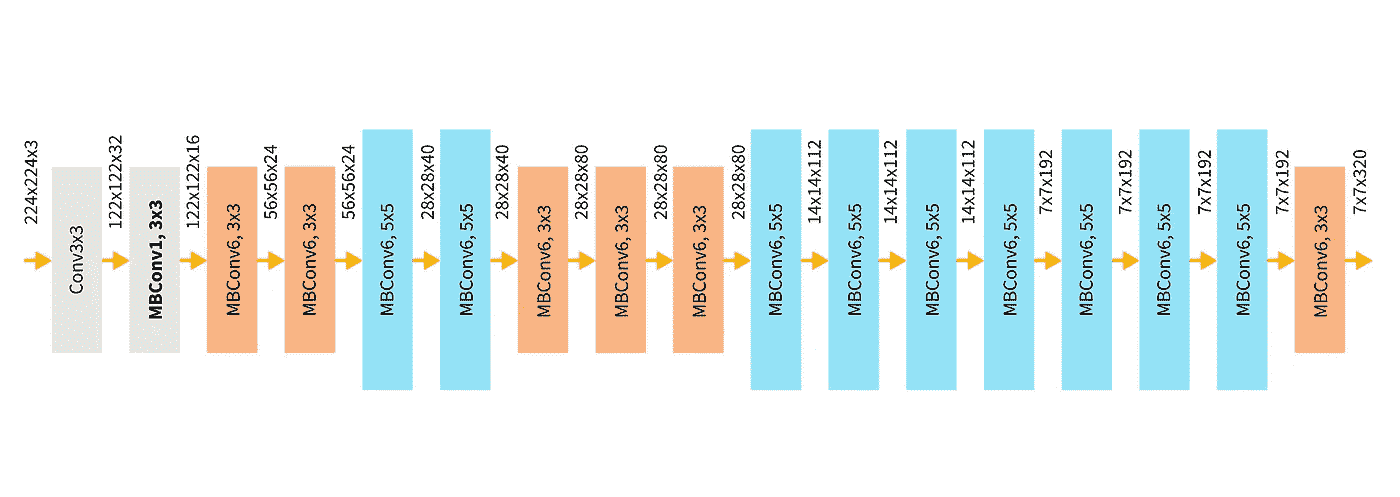 224x224x3
Conv3x3
122x122x32
MBConv1, 3x3
122x122x16
MBConv6, 3x3
56x56x24
MBConv6, 3x3
56x56x24
MBConv6, 5x5
28x28x40
MBConv6, 5x5
28x28x40
MBConv6, 3x3
28x28x80
MBConv6, 3x3
28x28x80
MBConv6, 3x3
28x28x80
MBConv6, 5x5
14x14x112
MBConv6, 5x5
14x14x112
MBConv6, 5x5
14x14x112
MBConv6, 5x5
7x7x192
MBConv6, 5x5
7x7x192
MBConv6, 5x5
7x7x192
MBConv6, 5x5
7x7x192
MBConv6, 3x3
7x7x320